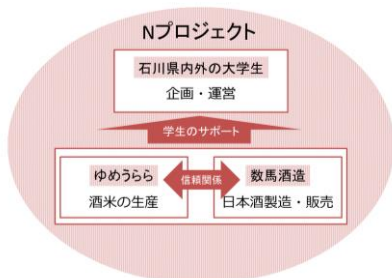 Nプロジェクト
石川県内外の大学生
企画・運営
学生のサポート
ゆめうらら
酒米の生産
信頼関係
数馬酒造
日本酒製造・販売